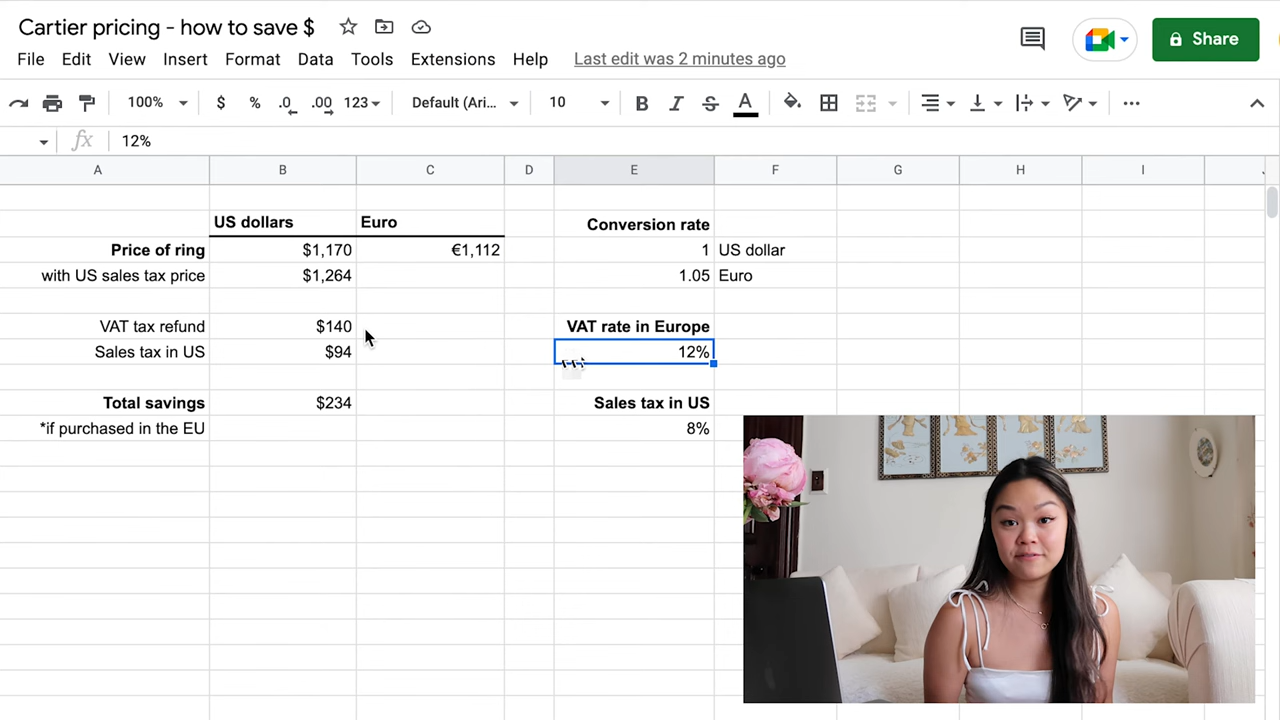 Cartier pricing - how to save $
File Edit View Insert Format Data Tools Extensions Help Last edit was 2 minutes ago
Share
100% $ % .0 .00 123 Default (Ari... 10 B I S A
fx 12%
A B C D E F G H I
US dollars Euro Conversion rate
Price of ring $1,170 €1,112 1 US dollar
with US sales tax price $1,264 1.05 Euro
VAT tax refund $140 VAT rate in Europe
Sales tax in US $94 12%
Total savings $234 Sales tax in US
*if purchased in the EU 8%